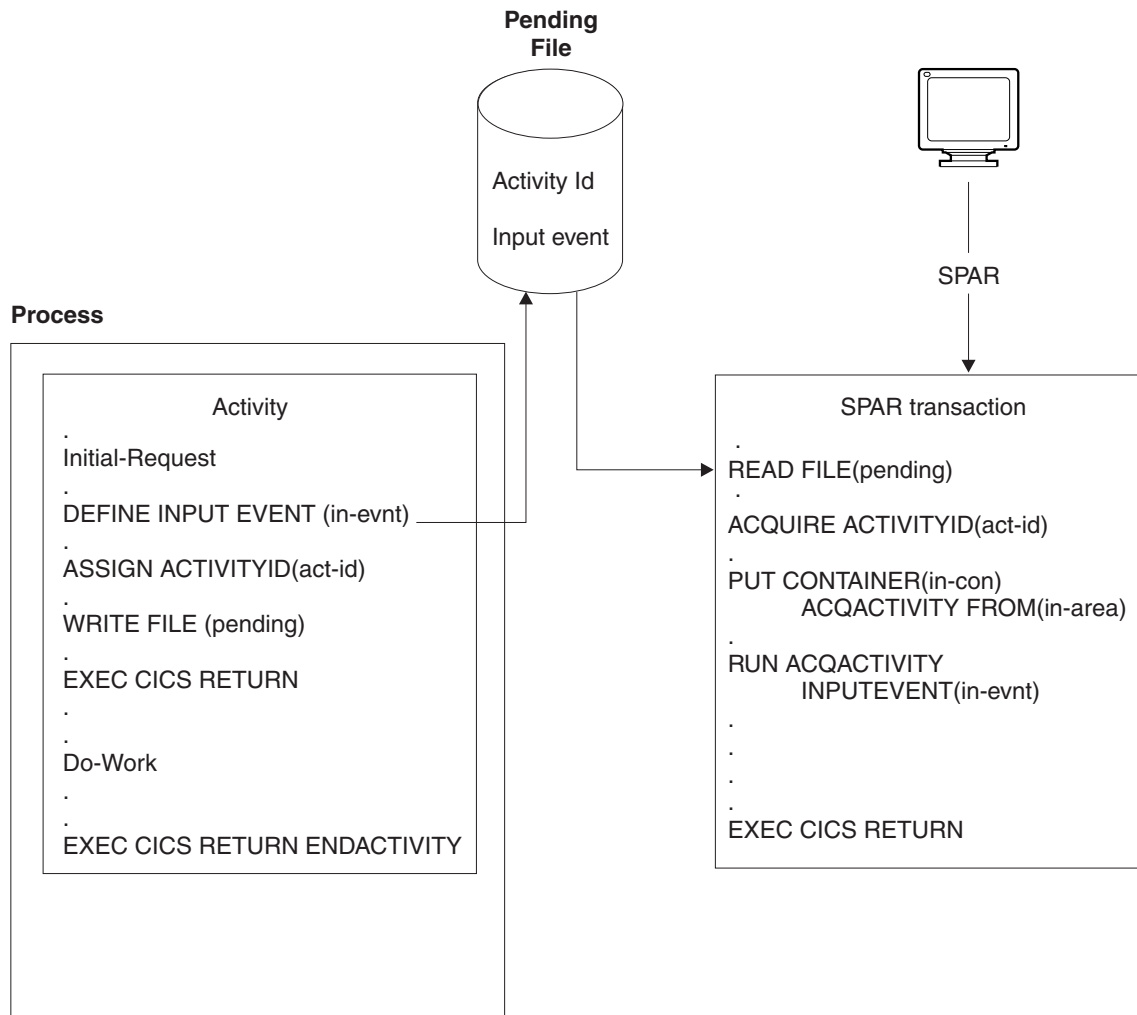 Pending
File
Activity Id
Input event
SPAR
Process
Activity
.
Initial-Request
.
DEFINE INPUT EVENT (in-evnt)
.
ASSIGN ACTIVITYID(act-id)
.
WRITE FILE (pending)
.
EXEC CICS RETURN
.
.
Do-Work
.
.
EXEC CICS RETURN ENDACTIVITY
SPAR transaction
.
READ FILE(pending)
.
ACQUIRE ACTIVITYID(act-id)
.
PUT CONTAINER(in-con)
ACQACTIVITY FROM(in-area)
.
RUN ACQACTIVITY
INPUTEVENT(in-evnt)
.
.
.
.
EXEC CICS RETURN